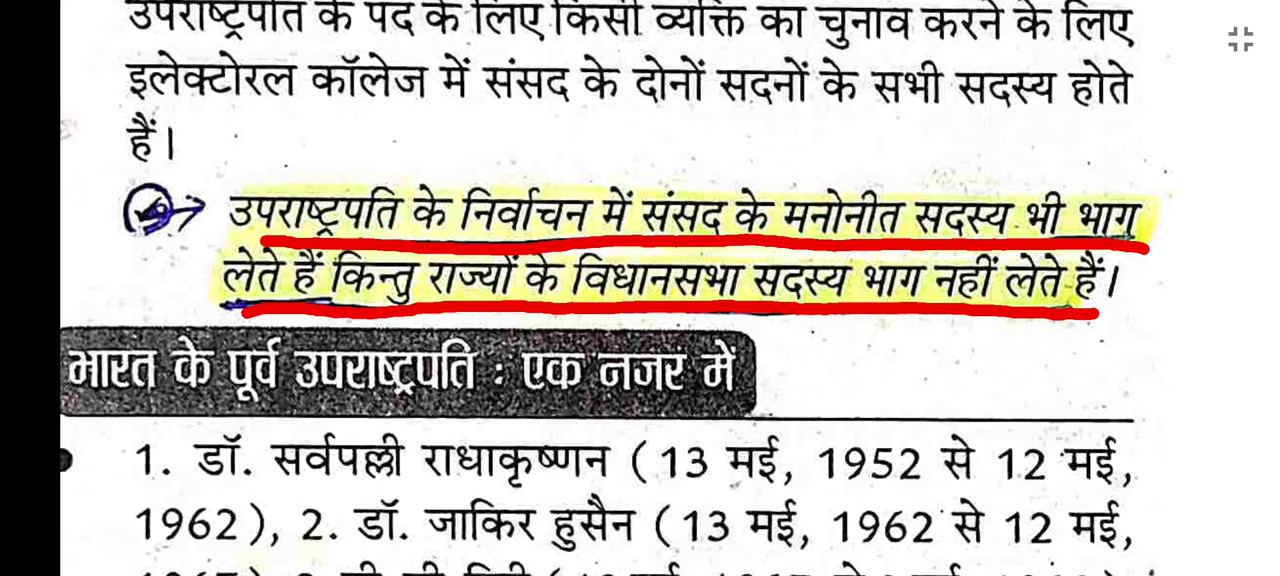 उपराष्ट्रपति के पद के लिए किसी व्यक्ति का चुनाव करने के लिए
इलेक्टोरल कॉलेज में संसद के दोनों सदनों के सभी सदस्य होते
हैं।
उपराष्ट्रपति के निर्वाचन में संसद के मनोनीत सदस्य भी भाग
लेते हैं किन्तु राज्यों के विधानसभा सदस्य भाग नहीं लेते हैं।
भारत के पूर्व उपराष्ट्रपति : एक नजर में
1. डॉ. सर्वपल्ली राधाकृष्णन ( 13 मई, 1952 से 12 मई,
1962 ), 2. डॉ. जाकिर हुसैन ( 13 मई, 1962 से 12 मई,